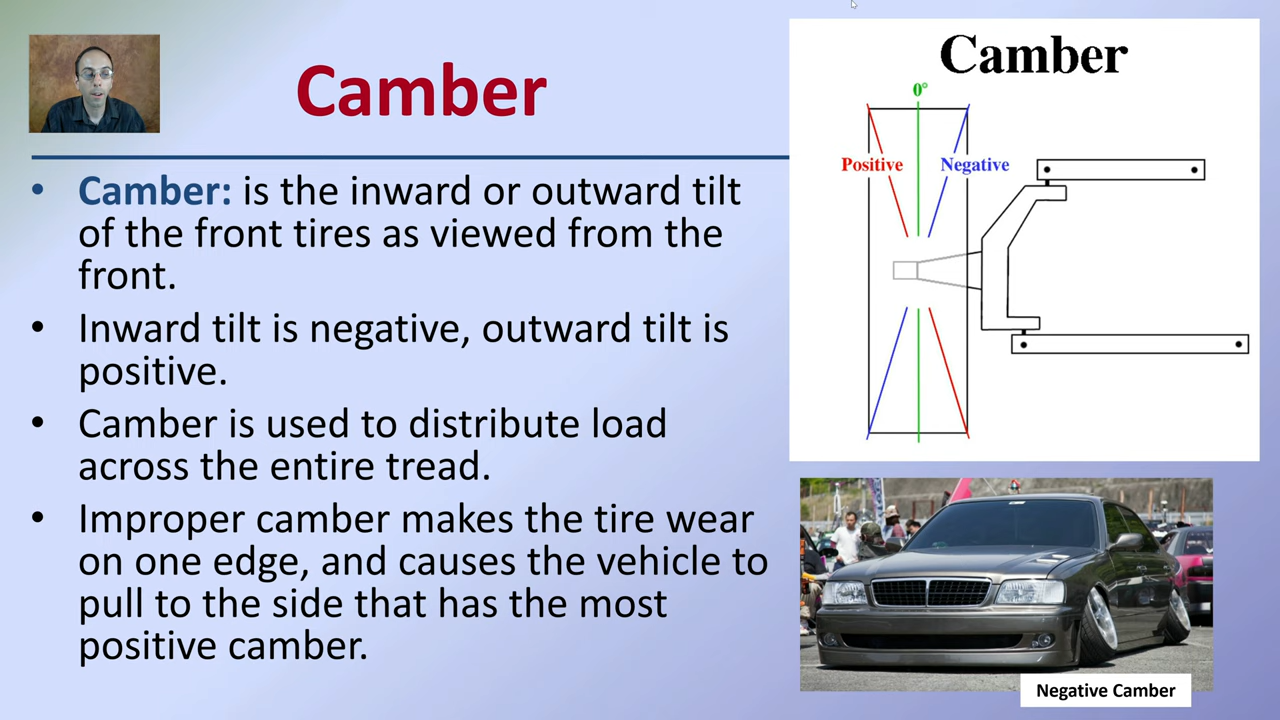 Camber
• Camber: is the inward or outward tilt
of the front tires as viewed from the
front.
• Inward tilt is negative, outward tilt is
positive.
• Camber is used to distribute load
across the entire tread.
• Improper camber makes the tire wear
on one edge, and causes the vehicle to
pull to the side that has the most
positive camber.
Camber
0°
Positive
Negative
Negative Camber